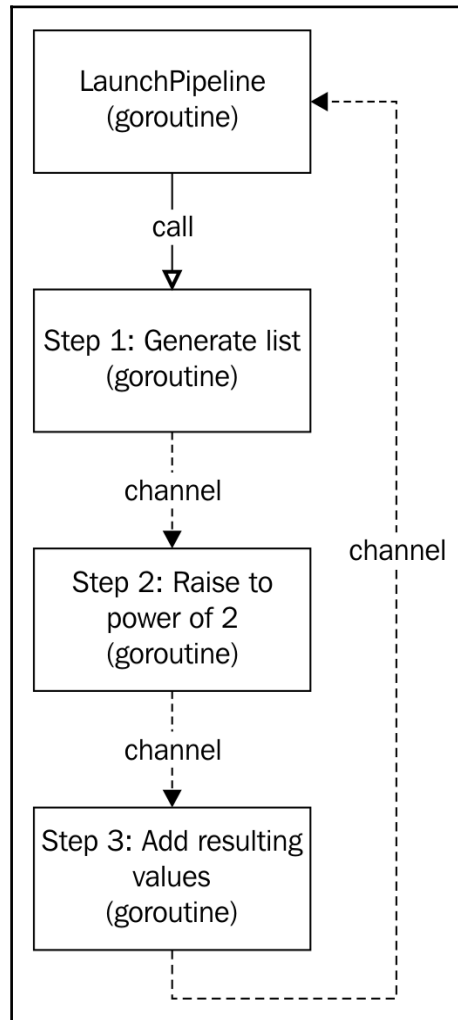 LaunchPipeline
(goroutine)
call
Step 1: Generate list
(goroutine)
channel
channel
Step 2: Raise to
power of 2
(goroutine)
channel
Step 3: Add resulting
values
(goroutine)